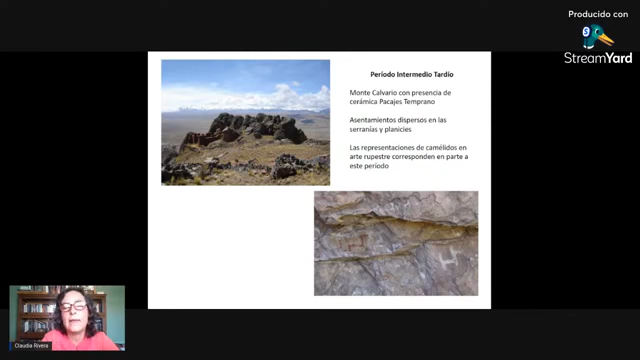 Producido con
StreamYard
Período Intermedio Tardío
Monte Calvario con presencia de
cerámica Pacajes Temprano
Asentamientos dispersos en las
serranías y planicies
Las representaciones de camélidos en
arte rupestre corresponden en parte a
este período
Claudia Rivera